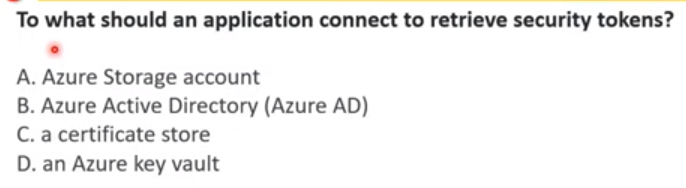 To what should an application connect to retrieve security tokens?
A. Azure Storage account
B. Azure Active Directory (Azure AD)
C. a certificate store
D. an Azure key vault